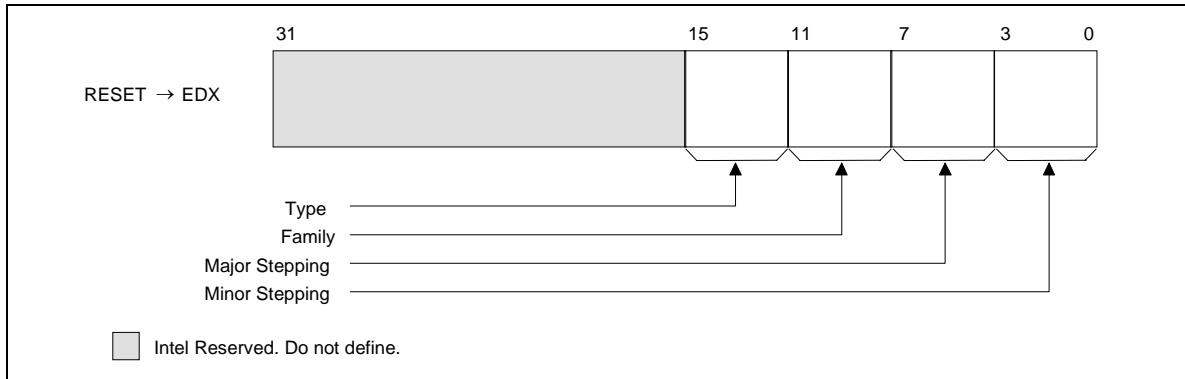 31 15 11 7 3 0
RESET → EDX
Type
Family
Major Stepping
Minor Stepping
Intel Reserved. Do not define.